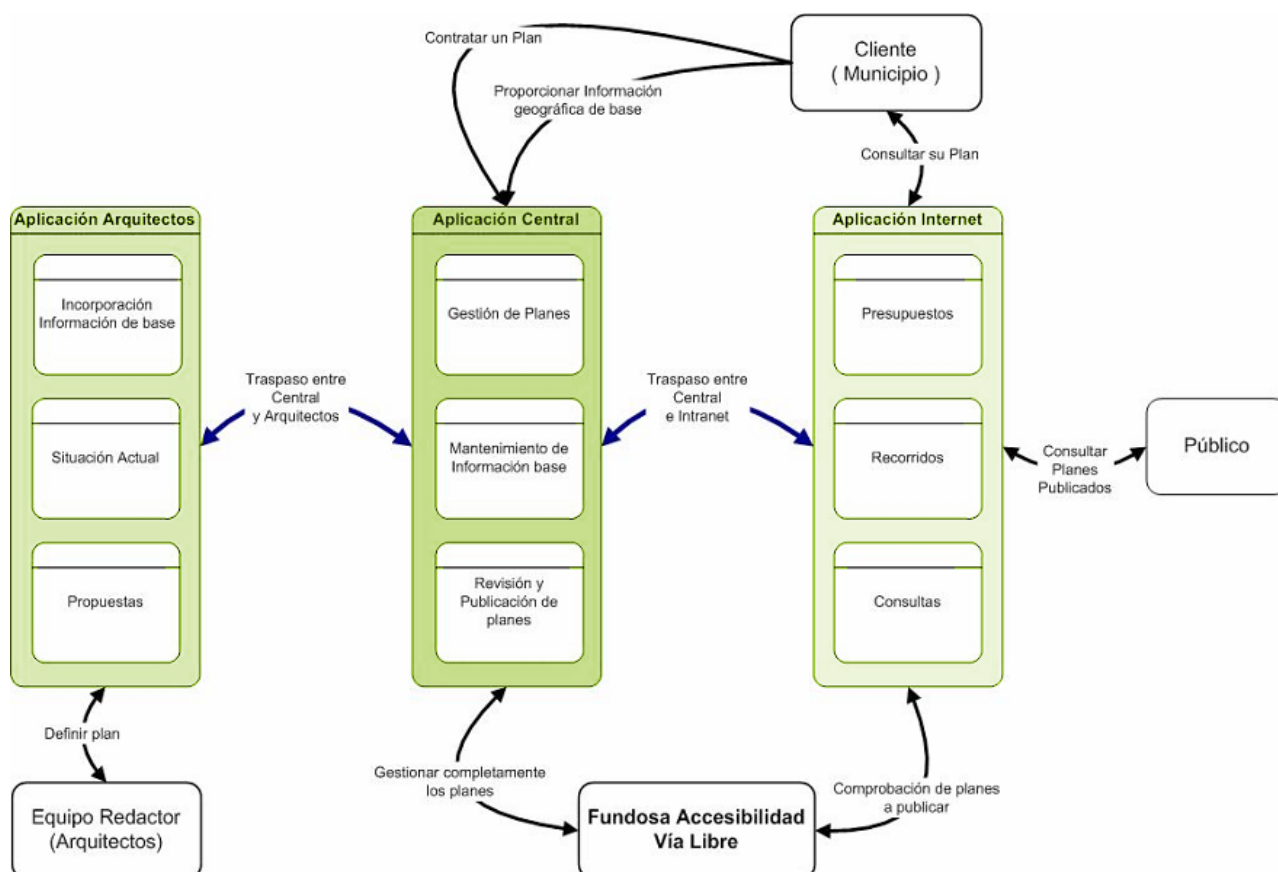 Contratar un Plan
Cliente
( Municipio )
Proporcionar Información
geográfica de base
Consultar su Plan
Aplicación Arquitectos
Incorporación
Información de base
Situación Actual
Propuestas
Traspaso entre
Central
y Arquitectos
Aplicación Central
Gestión de Planes
Mantenimiento de
Información base
Revisión y
Publicación de
planes
Traspaso entre
Central
e Intranet
Aplicación Internet
Presupuestos
Recorridos
Consultas
Consultar
Planes
Publicados
Público
Definir plan
Equipo Redactor
(Arquitectos)
Gestionar completamente
los planes
Fundosa Accesibilidad
Vía Libre
Comprobación de planes
a publicar